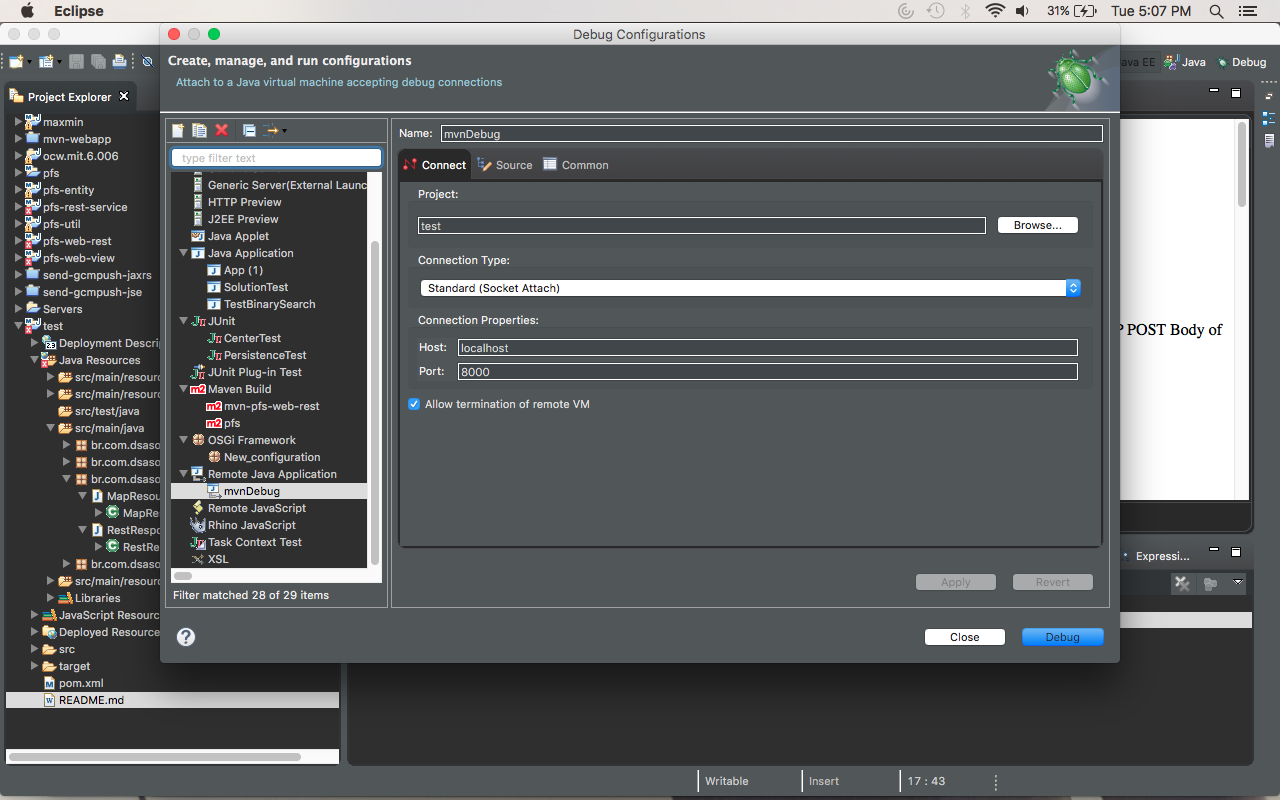 Eclipse
31%
Tue 5:07 PM
Debug Configurations
Create, manage, and run configurations
Attach to a Java virtual machine accepting debug connections
Java EE
Java
Debug
Project Explorer
maxmin
mvn-webapp
ocw.mit.6.006
pfs
pfs-entity
pfs-rest-service
pfs-util
pfs-web-rest
pfs-web-view
send-gcmpush-jaxrs
send-gcmpush-jse
Servers
test
Deployment Descri
Java Resources
src/main/resour
src/main/resour
src/test/java
src/main/java
br.com.dsaso
br.com.dsaso
br.com.dsaso
MapResou
MapRe
RestRespo
RestRe
br.com.dsaso
src/main/resour
Libraries
JavaScript Resourc
Deployed Resource
src
target
pom.xml
README.md
type filter text
Generic Server(External Launc
HTTP Preview
J2EE Preview
Java Applet
Java Application
App (1)
SolutionTest
TestBinarySearch
JUnit
CenterTest
PersistenceTest
JUnit Plug-in Test
Maven Build
mvn-pfs-web-rest
pfs
OSGi Framework
New_configuration
Remote Java Application
mvnDebug
Remote JavaScript
Rhino JavaScript
Task Context Test
XSL
Filter matched 28 of 29 items
Name: mvnDebug
Connect
Source
Common
Project:
test
Browse...
Connection Type:
Standard (Socket Attach)
Connection Properties:
Host: localhost
Port: 8000
Allow termination of remote VM
Apply
Revert
Close
Debug
P POST Body of
Expressi...
Writable
Insert
17 : 43